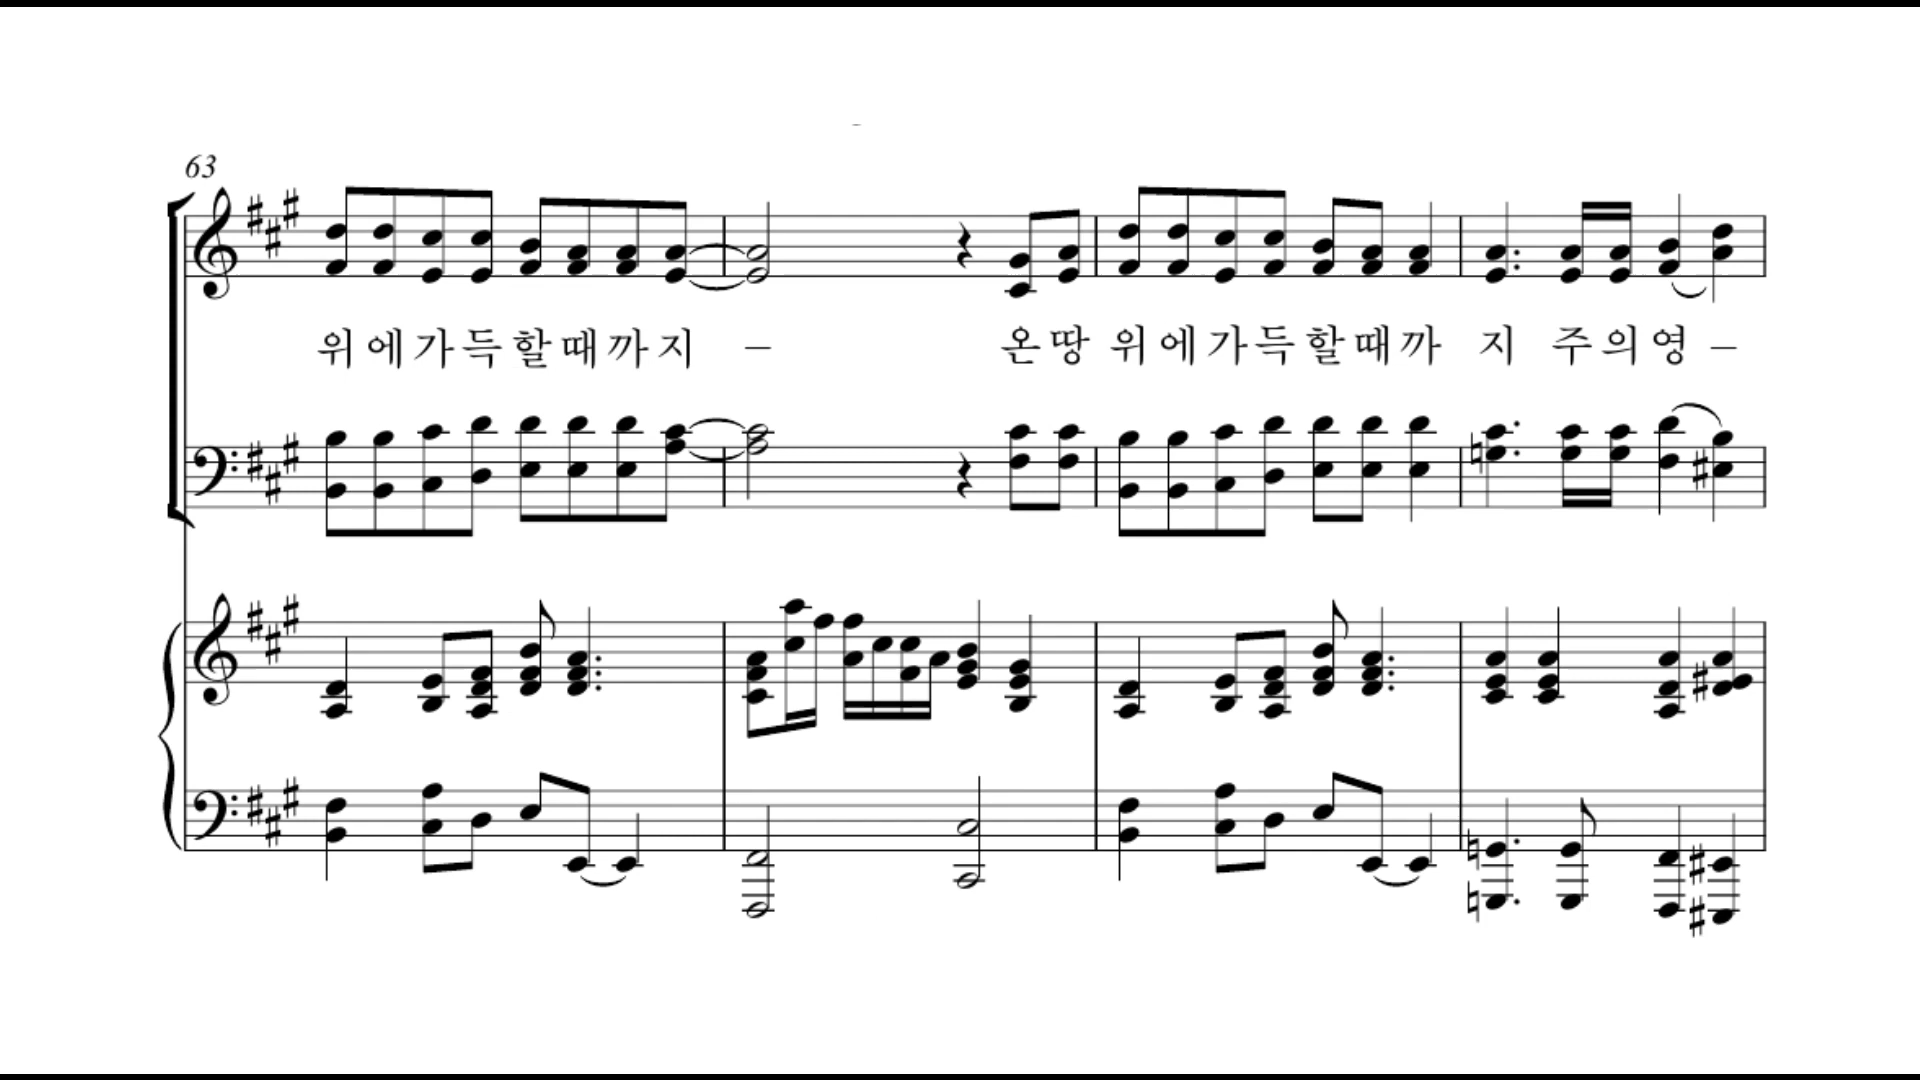 63
위 에 가 득 할 때 까 지 – 온 땅 위 에 가 득 할 때 까 지 주 의 영 –